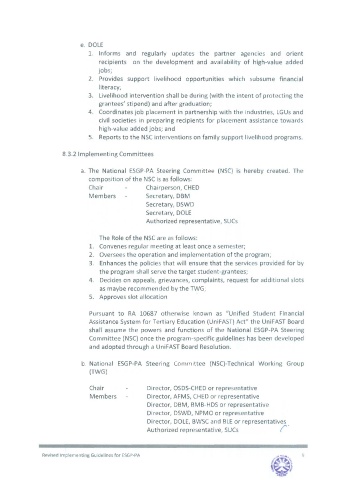 e. DOLE
1. Informs and regularly updates the partner agencies and orient
recipients on the development and availability of high-value added
jobs;
2. Provides support livelihood opportunities which subsume financial
literacy,
3. Livelihood intervention shall be during (with the intent of protecting the
grantees' stipend) and after graduation;
4. Coordinates job placement in partnership with the industries, LGUs and
civil societies in preparing recipients for placement assistance towards
high-value added jobs; and
5. Reports to the NSC interventions on family support livelihood programs.
8.3.2 Implementing Committees
a. The National ESGP-PA Steering Committee (NSC) is hereby created. The
composition of the NSC is as follows:
Chair - Chairperson, CHED
Members - Secretary, DBM
Secretary, DSWD
Secretary, DOLE
Authorized representative, SUCs
The Role of the NSC are as follows:
1. Convenes regular meeting at least once a semester;
2. Oversees the operation and implementation of the program;
3. Enhances the policies that will ensure that the services provided for by
the program shall serve the target student grantees;
4. Decides on appeals, grievances, complaints, request for additional slots
as maybe recommended by the TWG.
5. Approves slot allocation
Pursuant to RA 10687 otherwise known as "Unified Student Financial
Assistance System for Tertiary Education (UniFAST) Act" the UniFAST Board
shall assume the powers and functions of the National ESGP-PA Steering
Committee (NSC) once the program-specific guidelines has been developed
and adopted through a UniFAST Board Resolution.
b. National ESGP-PA Steering Committee (NSC)-Technical Working Group
(TWG)
Chair - Director, OSDS-CHED or representative
Members - Director, AFMS, CHED or representative
Director, DBM, BMB-HDS or representative
Director, DSWD, NPMO or representative
Director, DOLE, BWSC and BLE or representatives
Authorized representative, SUCs
Revised Implementing Guidelines for ESGP-PA